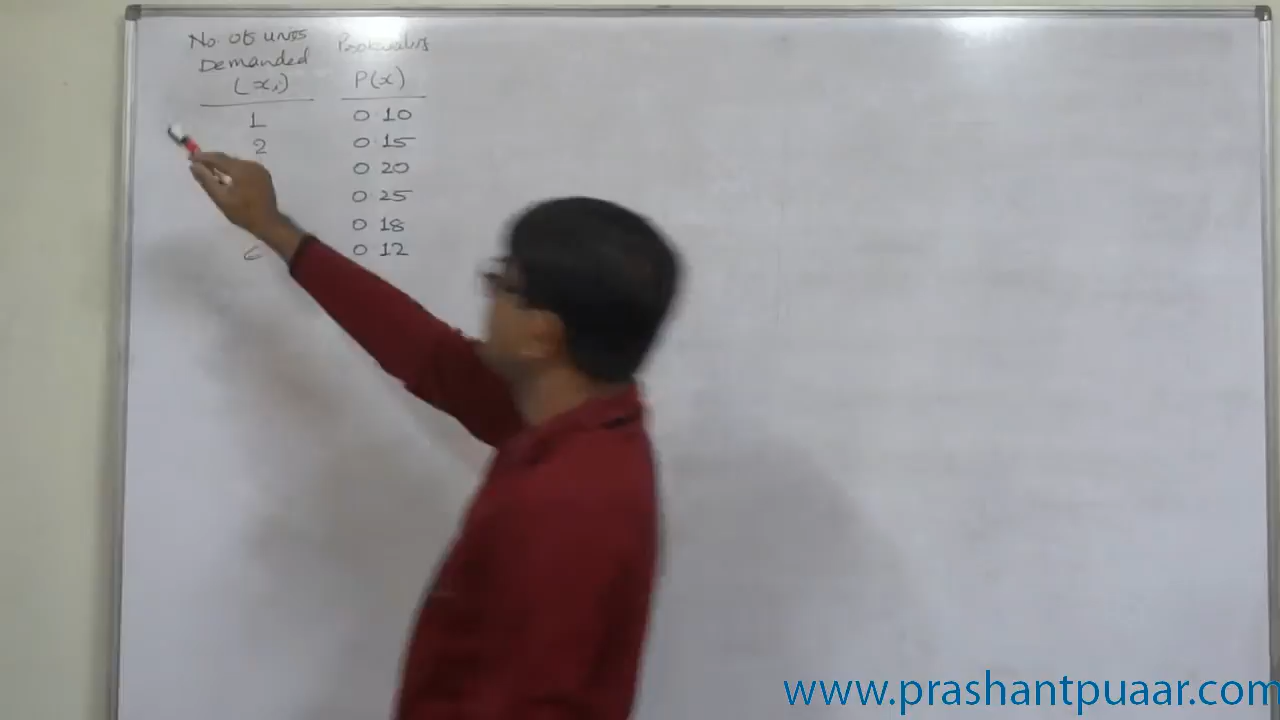 No. of units
Demanded
(xi) P(x)
1 0.10
2 0.15
0.20
0.25
0.18
6 0.12
www.prashantpuaar.com